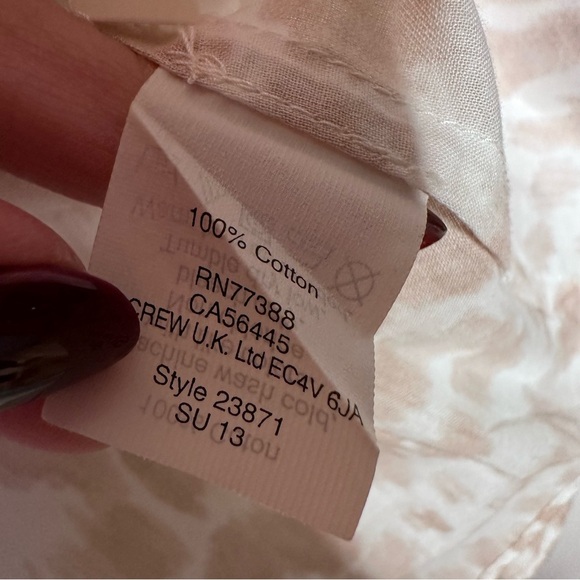 100% Cotton
RN77388
CA56445
CREW U.K. Ltd EC4V 6JA
Style 23871
SU 13